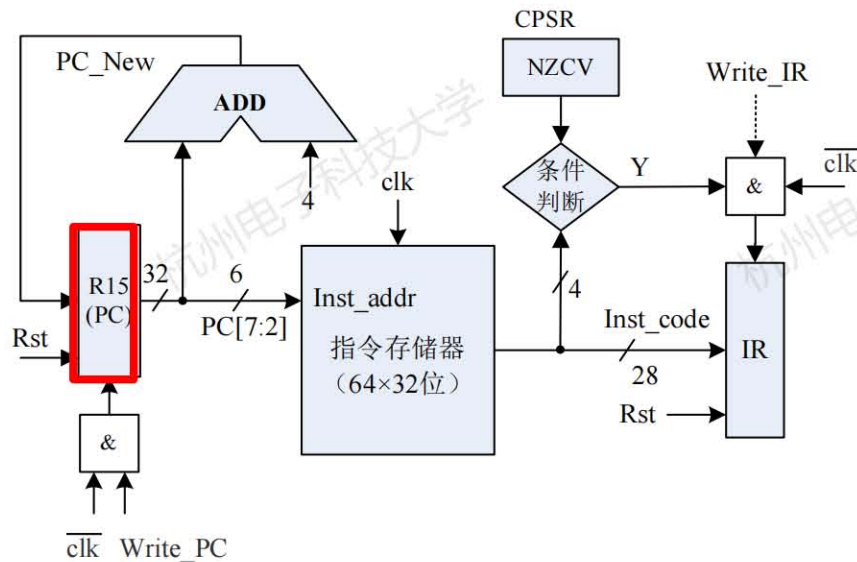 CPSR
PC_New
NZCV
Write_IR
ADD
条件
判断
Y
&
clk
clk
4
4
R15
(PC)
32
6
PC[7:2]
Inst_addr
指令存储器
(64×32位)
Inst_code
28
IR
Rst
Rst
&
clk
Write_PC
杭州电子科技大学
杭州电